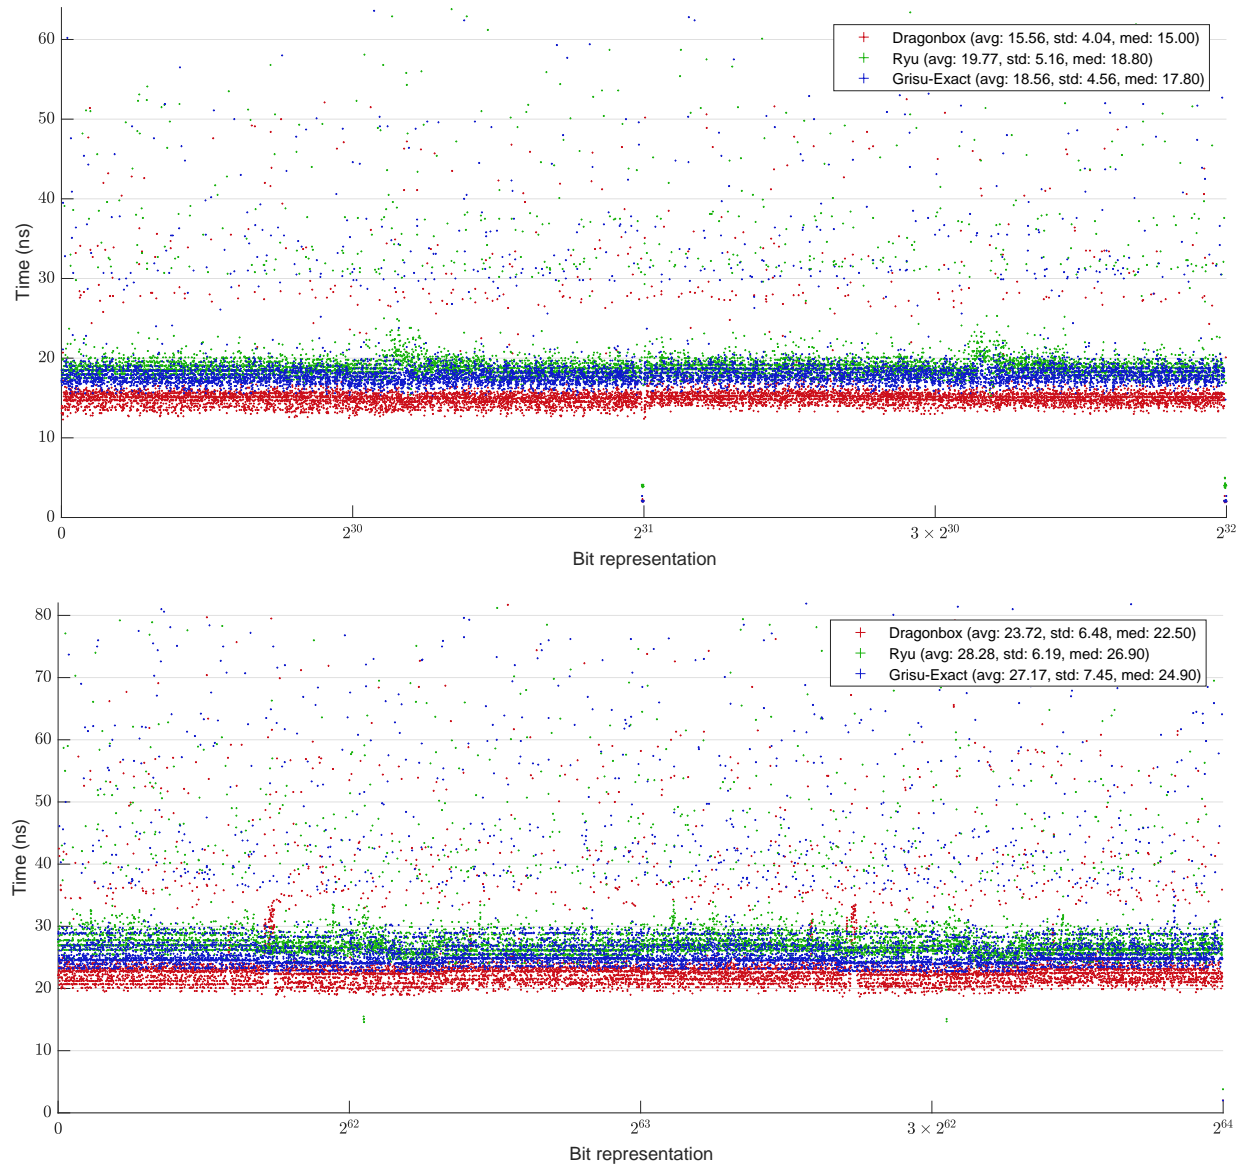 60
50
40
30
20
10
0
Time (ns)
Dragonbox (avg: 15.56, std: 4.04, med: 15.00)
Ryu (avg: 19.77, std: 5.16, med: 18.80)
Grisu-Exact (avg: 18.56, std: 4.56, med: 17.80)
0 2^30 2^31 3 × 2^30 2^32
Bit representation
80
70
60
50
40
30
20
10
0
Time (ns)
Dragonbox (avg: 23.72, std: 6.48, med: 22.50)
Ryu (avg: 28.28, std: 6.19, med: 26.90)
Grisu-Exact (avg: 27.17, std: 7.45, med: 24.90)
0 2^62 2^63 3 × 2^62 2^64
Bit representation